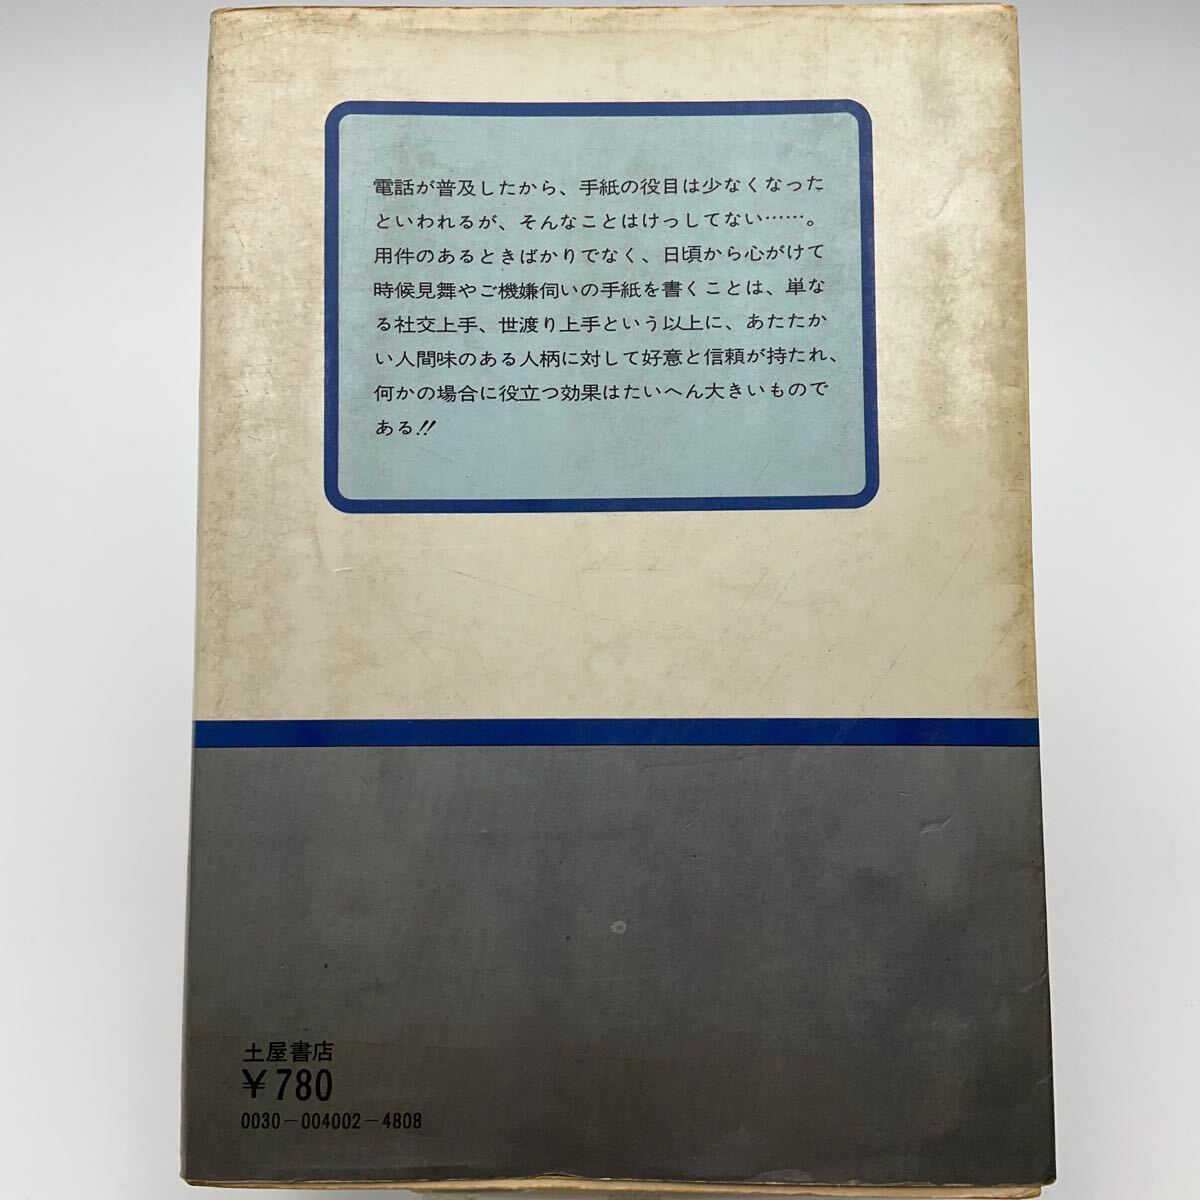 電話が普及したから、手紙の役目は少なくなった
といわれるが、そんなことはけっしてない……。
用件のあるときばかりでなく、日頃から心がけて
時候見舞やご機嫌伺いの手紙を書くことは、単な
る社交上手、世渡り上手という以上に、あたたか
い人間味のある人柄に対して好意と信頼が持たれ、
何かの場合に役立つ効果はたいへん大きいもので
ある!!
土屋書店
¥780
0030-004002-4808